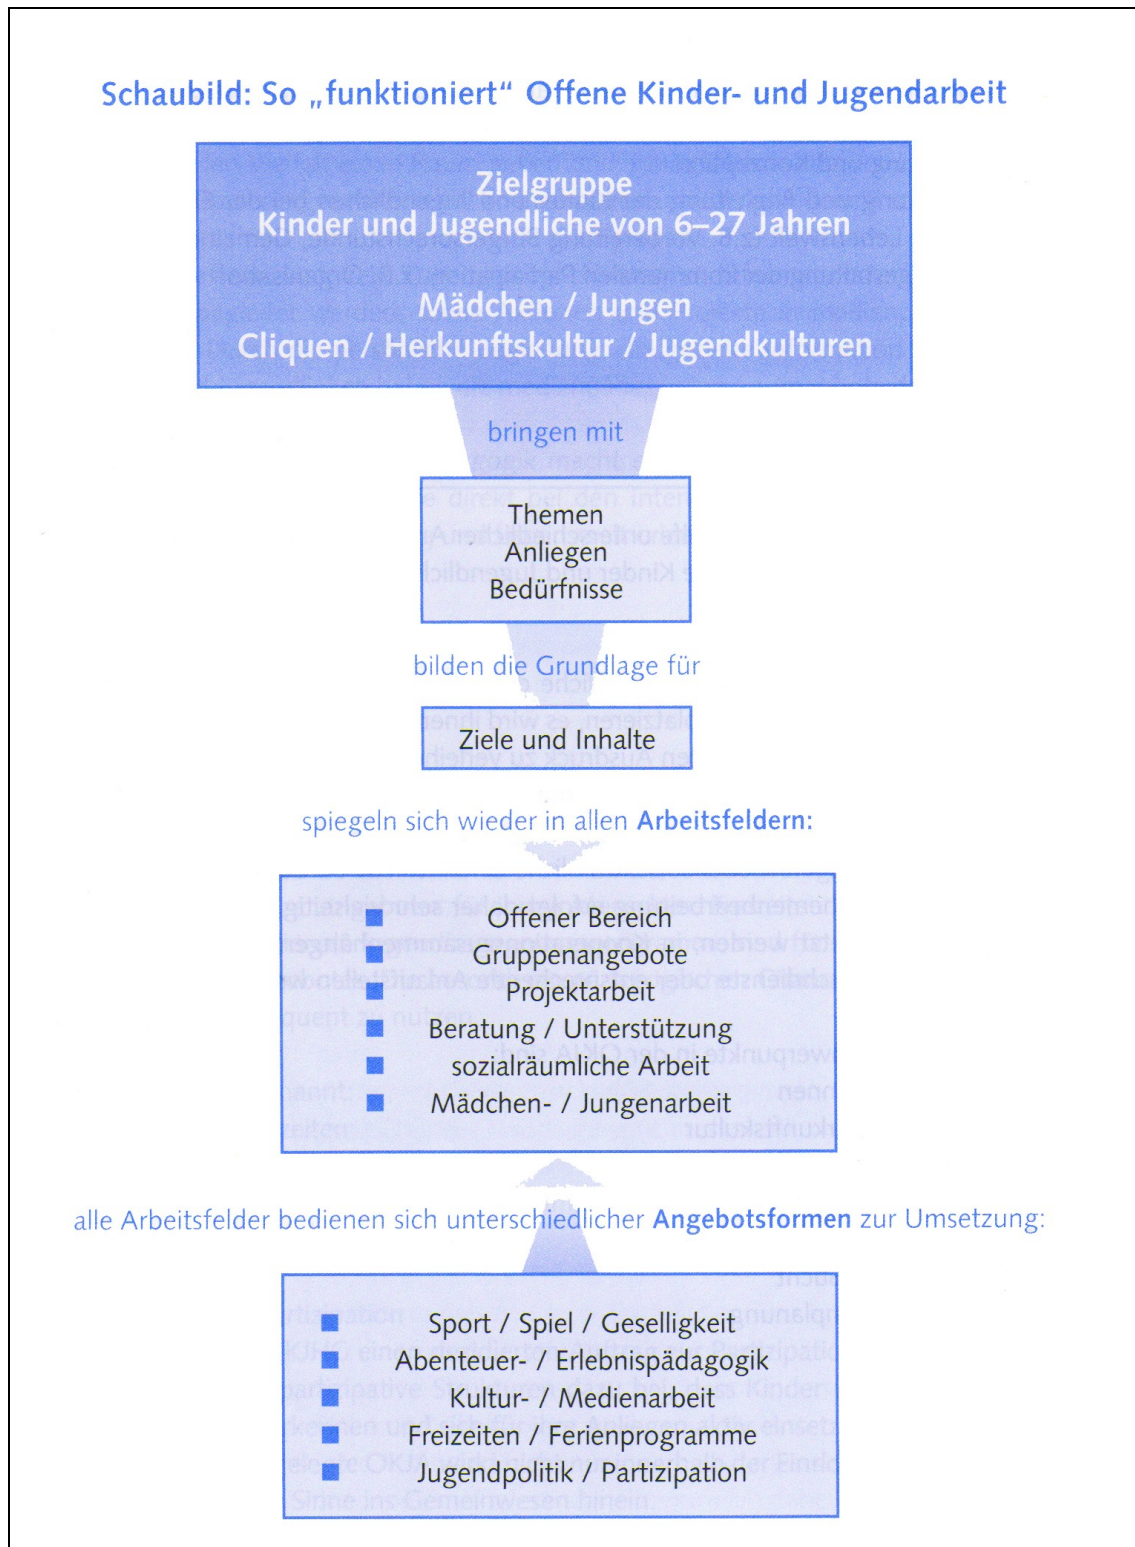 Schaubild: So „funktioniert“ Offene Kinder- und Jugendarbeit
Zielgruppe
Kinder und Jugendliche von 6–27 Jahren
Mädchen / Jungen
Cliquen / Herkunftskultur / Jugendkulturen
bringen mit
Themen
Anliegen
Bedürfnisse
bilden die Grundlage für
Ziele und Inhalte
spiegeln sich wieder in allen Arbeitsfeldern:
■ Offener Bereich
■ Gruppenangebote
■ Projektarbeit
■ Beratung / Unterstützung
■ sozialräumliche Arbeit
■ Mädchen- / Jungenarbeit
alle Arbeitsfelder bedienen sich unterschiedlicher Angebotsformen zur Umsetzung:
■ Sport / Spiel / Geselligkeit
■ Abenteuer- / Erlebnispädagogik
■ Kultur- / Medienarbeit
■ Freizeiten / Ferienprogramme
■ Jugendpolitik / Partizipation